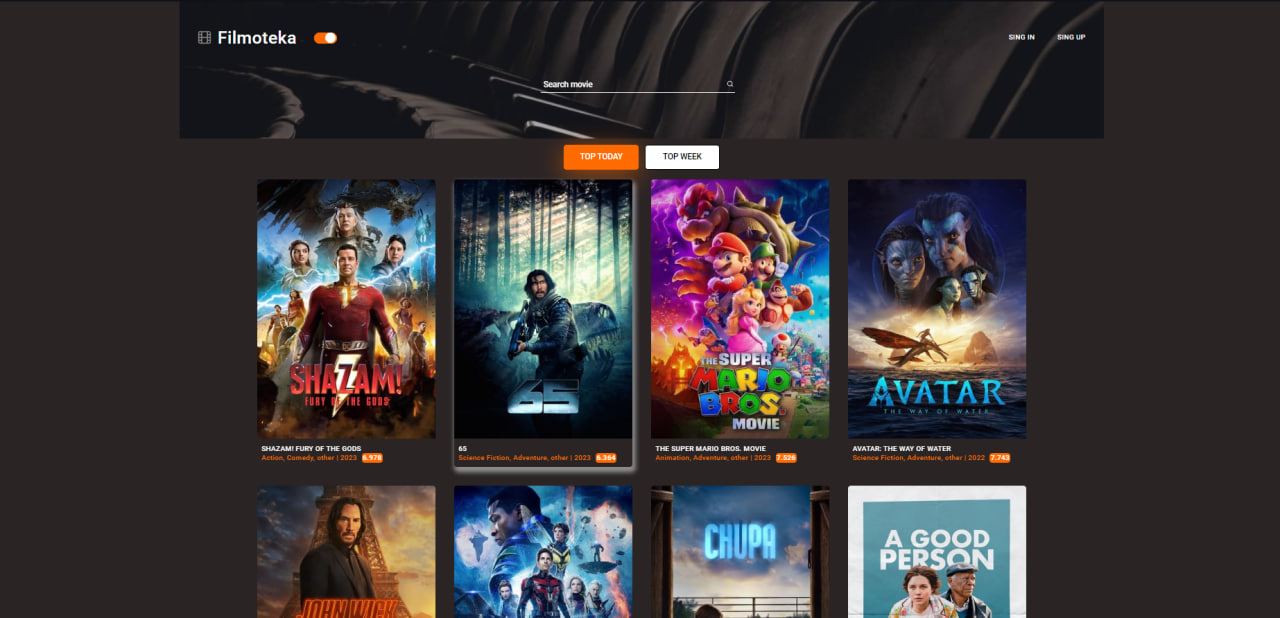 Filmoteka
SING IN
SING UP
Search movie
TOP TODAY
TOP WEEK
SHAZAM!
FURY OF THE GODS
65
THE SUPER
MARIO
BROS.
MOVIE
AVATAR
THE WAY OF WATER
SHAZAM! FURY OF THE GODS
Action, Comedy, other | 2023 6.978
65
Science Fiction, Adventure, other | 2023 6.364
THE SUPER MARIO BROS. MOVIE
Animation, Adventure, other | 2023 7.526
AVATAR: THE WAY OF WATER
Science Fiction, Adventure, other | 2022 7.743
JOHN WICK
CHUPA
A GOOD
PERSON